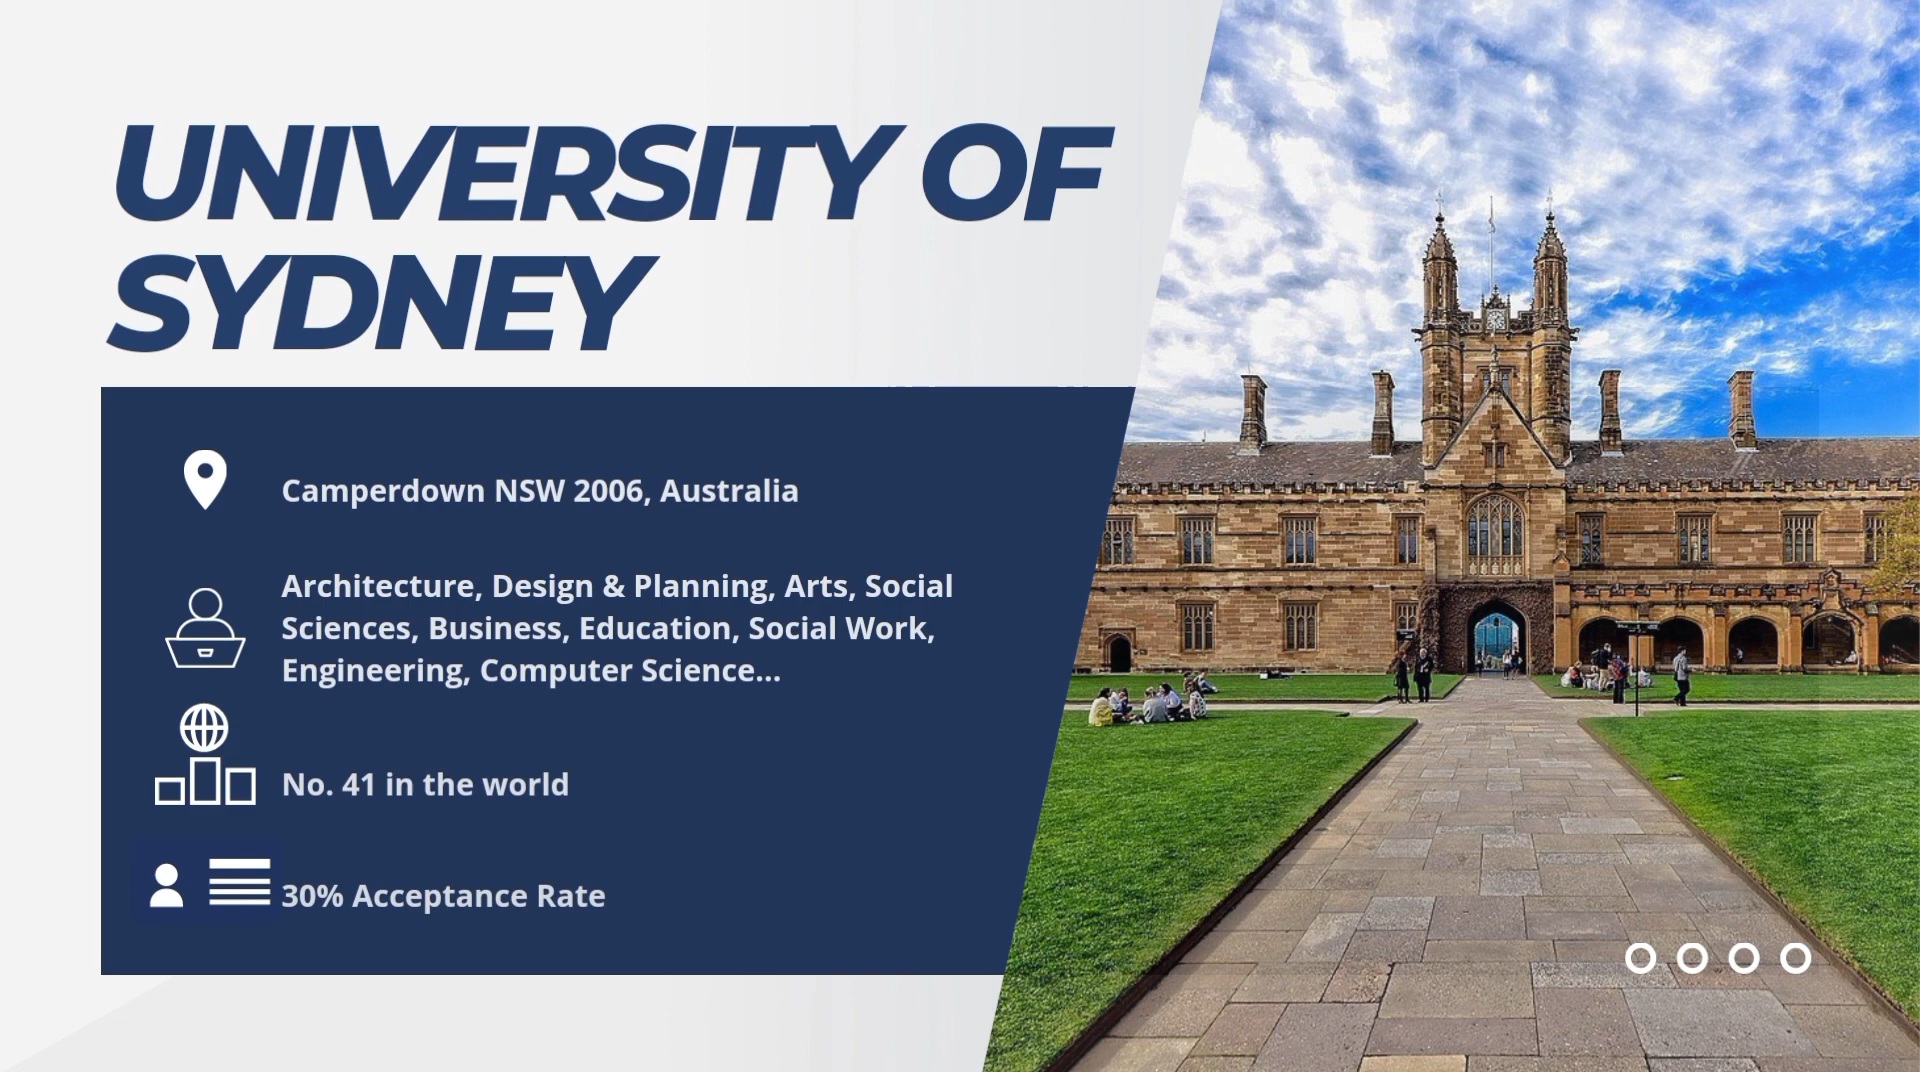 UNIVERSITY OF
SYDNEY
Camperdown NSW 2006, Australia
Architecture, Design & Planning, Arts, Social
Sciences, Business, Education, Social Work,
Engineering, Computer Science...
No. 41 in the world
30% Acceptance Rate